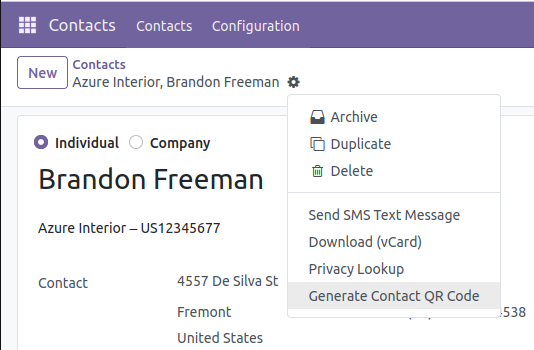 Contacts Contacts Configuration
New
Contacts
Azure Interior, Brandon Freeman
Archive
Duplicate
Delete
Send SMS Text Message
Download (vCard)
Privacy Lookup
Generate Contact QR Code
Individual Company
Brandon Freeman
Azure Interior – US12345677
Contact
4557 De Silva St
Fremont
538
United States